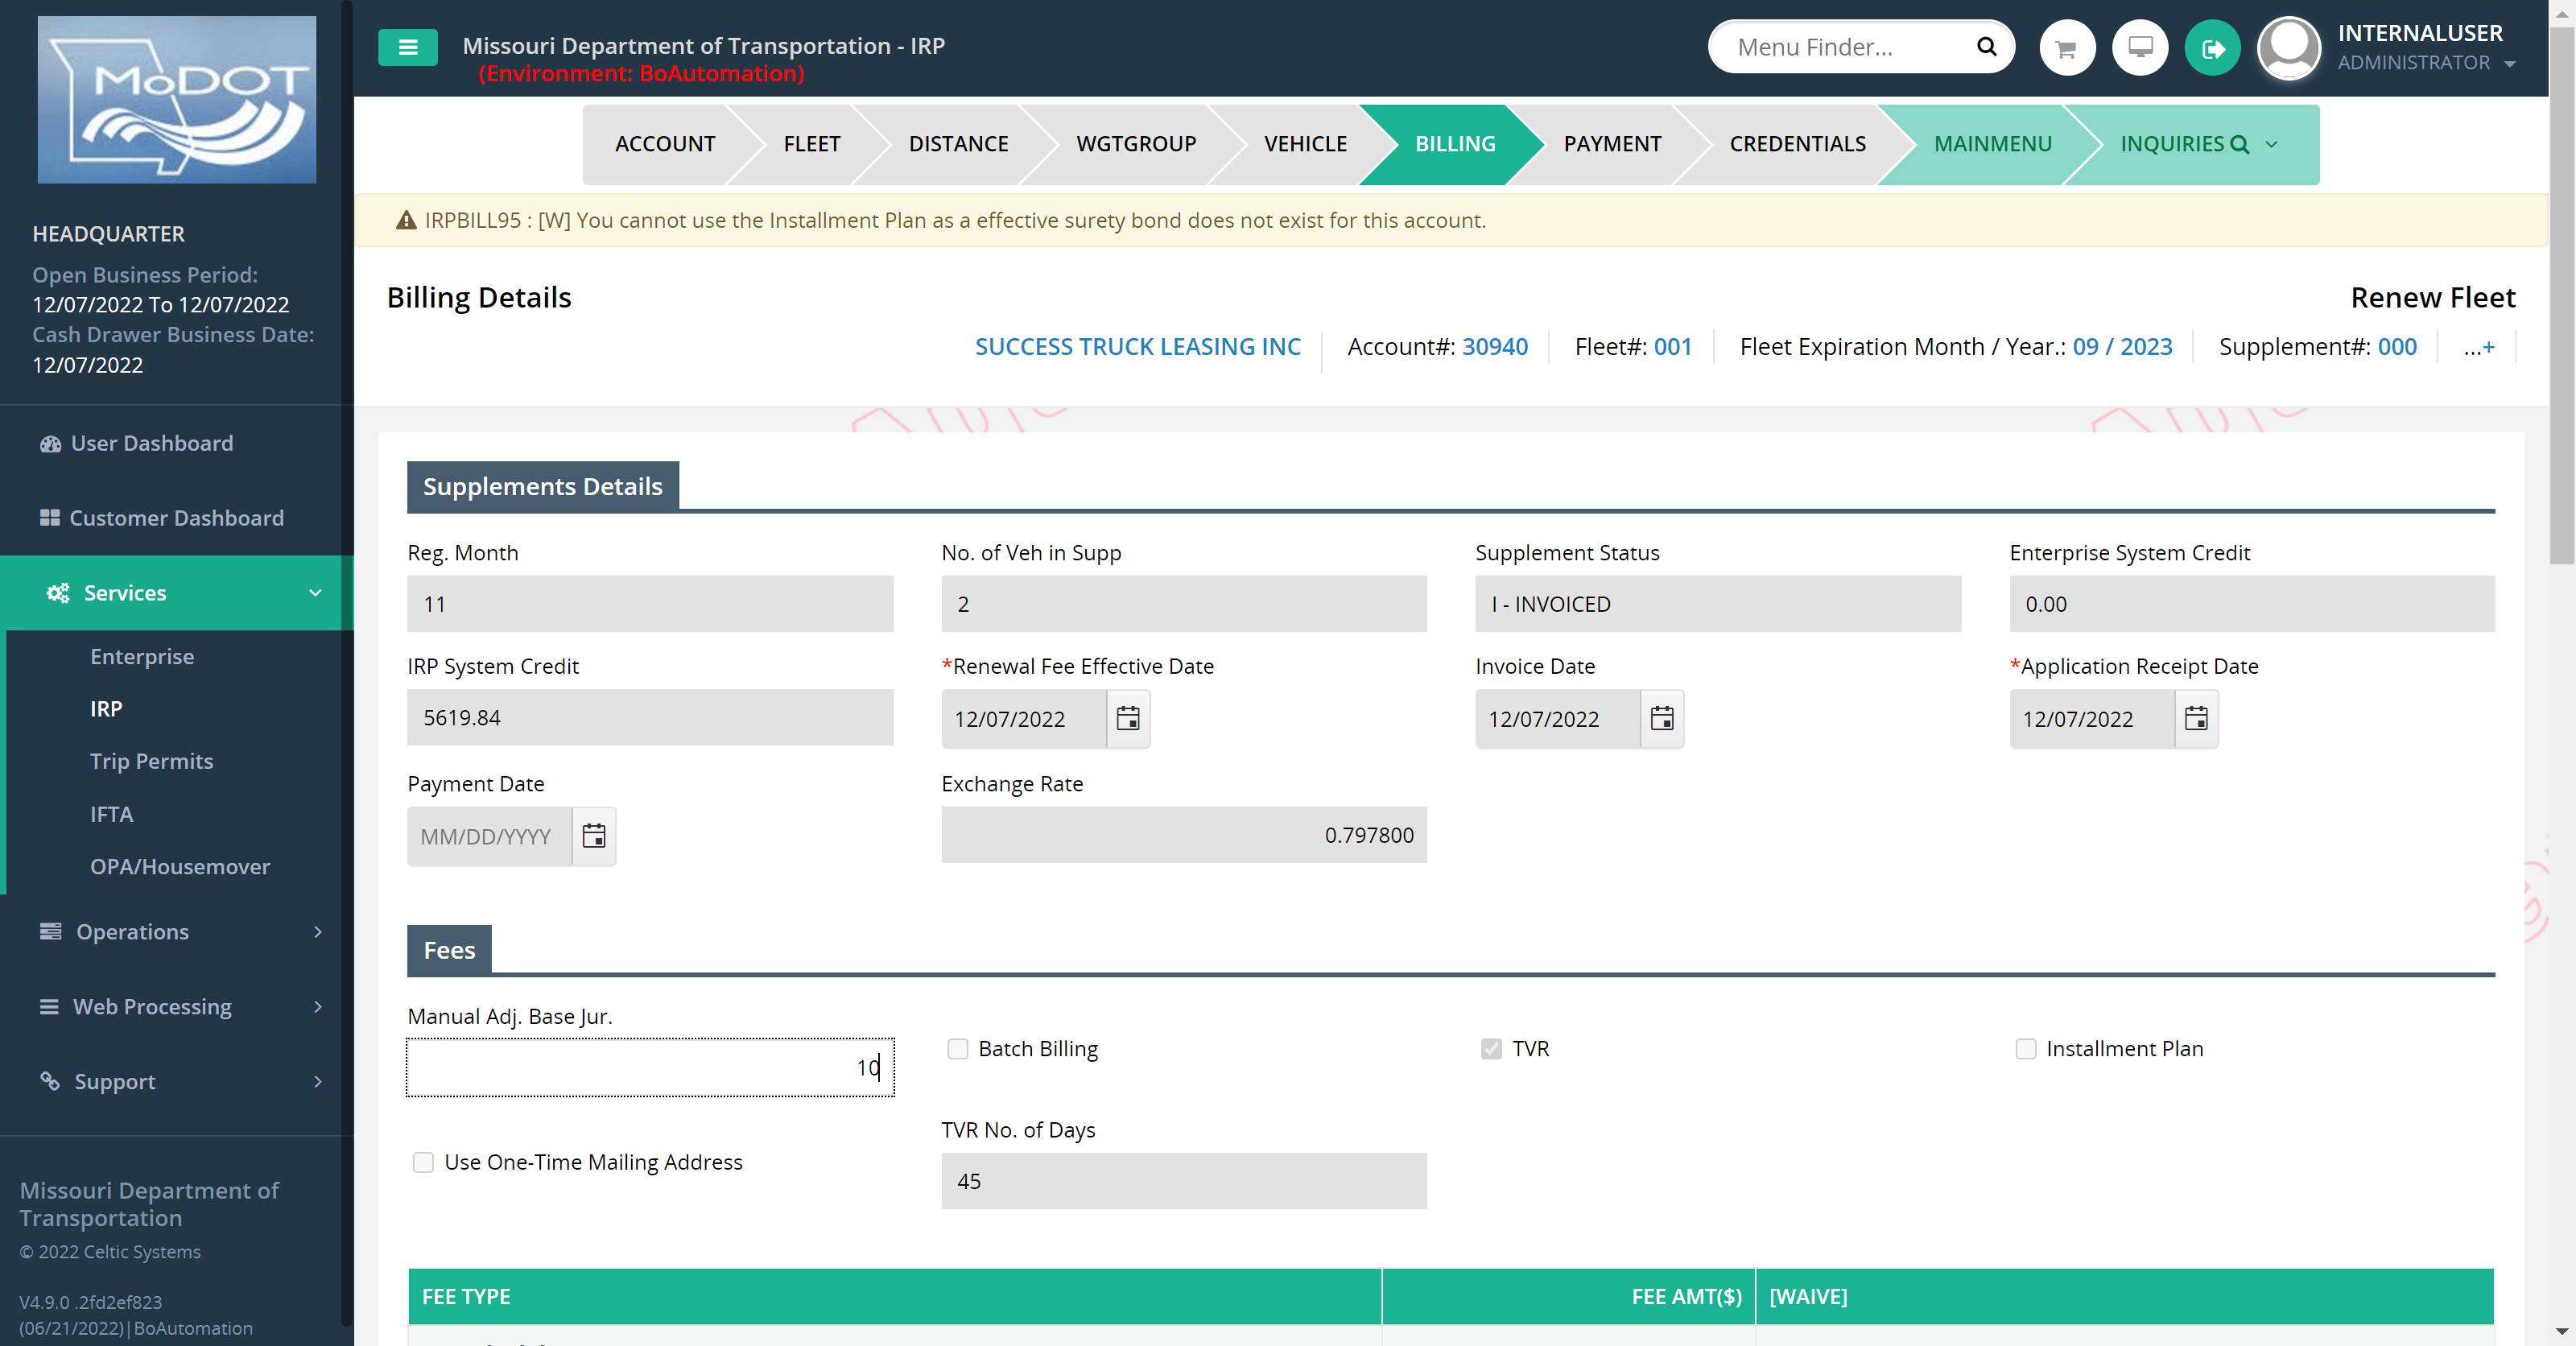 MoDOT
Missouri Department of Transportation - IRP
(Environment: BoAutomation)
Menu Finder...
INTERNALUSER
ADMINISTRATOR
HEADQUARTER
Open Business Period:
12/07/2022 To 12/07/2022
Cash Drawer Business Date:
12/07/2022
User Dashboard
Customer Dashboard
Services
Enterprise
IRP
Trip Permits
IFTA
OPA/Housemover
Operations
Web Processing
Support
Missouri Department of
Transportation
© 2022 Celtic Systems
V4.9.0 .2fd2ef823
(06/21/2022)|BoAutomation
ACCOUNT FLEET DISTANCE WGTGROUP VEHICLE BILLING PAYMENT CREDENTIALS MAINMENU INQUIRIES
IRPBILL95 : [W] You cannot use the Installment Plan as a effective surety bond does not exist for this account.
Billing Details Renew Fleet
SUCCESS TRUCK LEASING INC Account#: 30940 Fleet#: 001 Fleet Expiration Month / Year.: 09 / 2023 Supplement#: 000 ...+
Supplements Details
Reg. Month No. of Veh in Supp Supplement Status Enterprise System Credit
11 2 I - INVOICED 0.00
IRP System Credit *Renewal Fee Effective Date Invoice Date *Application Receipt Date
5619.84 12/07/2022 12/07/2022 12/07/2022
Payment Date Exchange Rate
MM/DD/YYYY 0.797800
Fees
Manual Adj. Base Jur.
10 Batch Billing TVR Installment Plan
TVR No. of Days
Use One-Time Mailing Address
45
FEE TYPE FEE AMT($) [WAIVE]